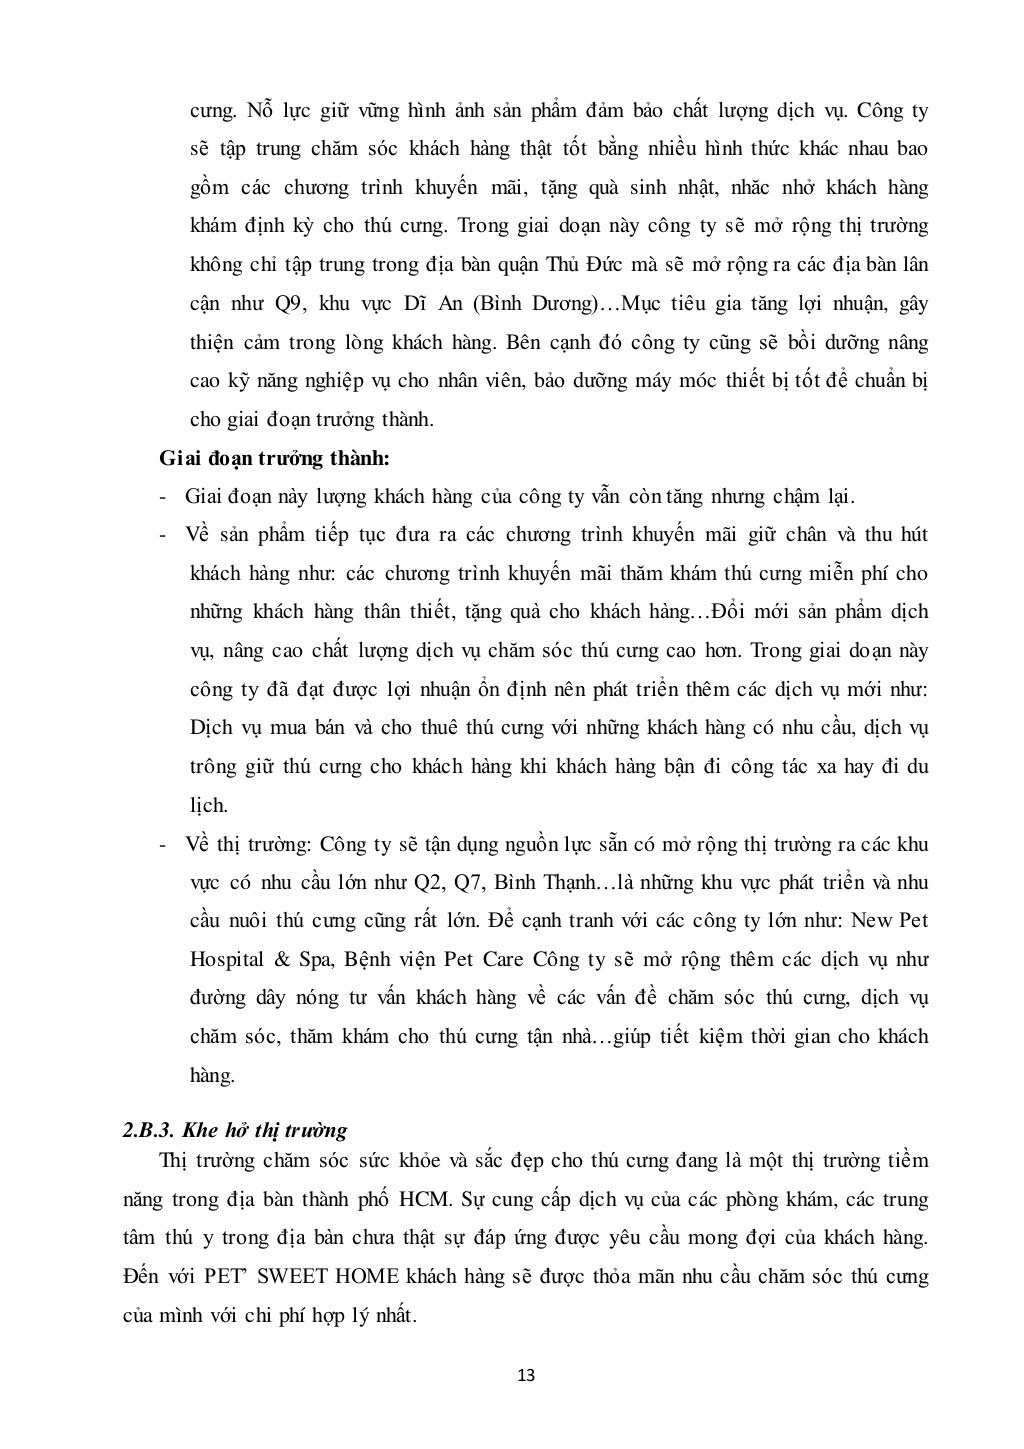 cưng. Nỗ lực giữ vững hình ảnh sản phẩm đảm bảo chất lượng dịch vụ. Công ty
sẽ tập trung chăm sóc khách hàng thật tốt bằng nhiều hình thức khác nhau bao
gồm các chương trình khuyến mãi, tặng quà sinh nhật, nhăc nhở khách hàng
khám định kỳ cho thú cưng. Trong giai doạn này công ty sẽ mở rộng thị trường
không chỉ tập trung trong địa bàn quận Thủ Đức mà sẽ mở rộng ra các địa bàn lân
cận như Q9, khu vực Dĩ An (Bình Dương)…Mục tiêu gia tăng lợi nhuận, gây
thiện cảm trong lòng khách hàng. Bên cạnh đó công ty cũng sẽ bồi dưỡng nâng
cao kỹ năng nghiệp vụ cho nhân viên, bảo dưỡng máy móc thiết bị tốt để chuẩn bị
cho giai đoạn trưởng thành.
Giai đoạn trưởng thành:
- Giai đoạn này lượng khách hàng của công ty vẫn còn tăng nhưng chậm lại.
- Về sản phẩm tiếp tục đưa ra các chương trình khuyến mãi giữ chân và thu hút
khách hàng như: các chương trình khuyến mãi thăm khám thú cưng miễn phí cho
những khách hàng thân thiết, tặng quà cho khách hàng…Đổi mới sản phẩm dịch
vụ, nâng cao chất lượng dịch vụ chăm sóc thú cưng cao hơn. Trong giai doạn này
công ty đã đạt được lợi nhuận ổn định nên phát triển thêm các dịch vụ mới như:
Dịch vụ mua bán và cho thuê thú cưng với những khách hàng có nhu cầu, dịch vụ
trông giữ thú cưng cho khách hàng khi khách hàng bận đi công tác xa hay đi du
lịch.
- Về thị trường: Công ty sẽ tận dụng nguồn lực sẵn có mở rộng thị trường ra các khu
vực có nhu cầu lớn như Q2, Q7, Bình Thạnh…là những khu vực phát triển và nhu
cầu nuôi thú cưng cũng rất lớn. Để cạnh tranh với các công ty lớn như: New Pet
Hospital & Spa, Bệnh viện Pet Care Công ty sẽ mở rộng thêm các dịch vụ như
đường dây nóng tư vấn khách hàng về các vấn đề chăm sóc thú cưng, dịch vụ
chăm sóc, thăm khám cho thú cưng tận nhà…giúp tiết kiệm thời gian cho khách
hàng.
2.B.3. Khe hở thị trường
Thị trường chăm sóc sức khỏe và sắc đẹp cho thú cưng đang là một thị trường tiềm
năng trong địa bàn thành phố HCM. Sự cung cấp dịch vụ của các phòng khám, các trung
tâm thú y trong địa bàn chưa thật sự đáp ứng được yêu cầu mong đợi của khách hàng.
Đến với PET’ SWEET HOME khách hàng sẽ được thỏa mãn nhu cầu chăm sóc thú cưng
của mình với chi phí hợp lý nhất.
13